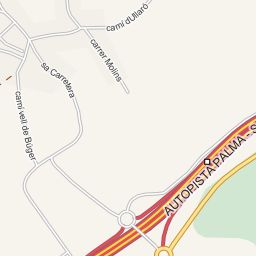 camí d'Ullaró
carrer Molins
sa Carretera
camí vell de Búger
AUTOPISTA PALMA - S